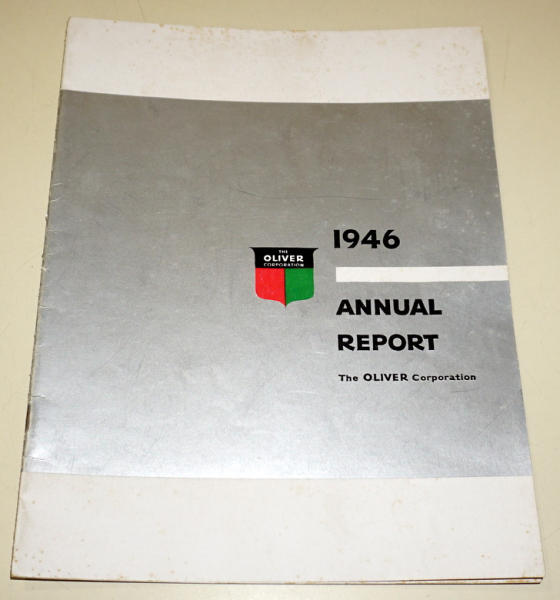 1946
THE
OLIVER
CORPORATION
ANNUAL
REPORT
The OLIVER Corporation